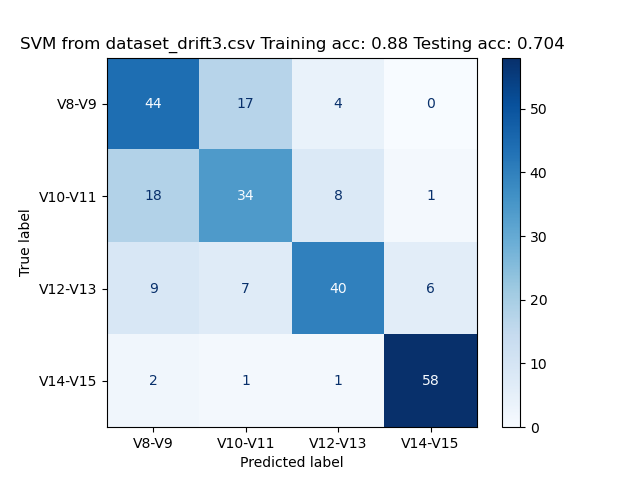 SVM from dataset_drift3.csv Training acc: 0.88 Testing acc: 0.704
V8-V9 44 17 4 0
V10-V11 18 34 8 1
V12-V13 9 7 40 6
V14-V15 2 1 1 58
V8-V9 V10-V11 V12-V13 V14-V15
Predicted label
True label
50
40
30
20
10
0